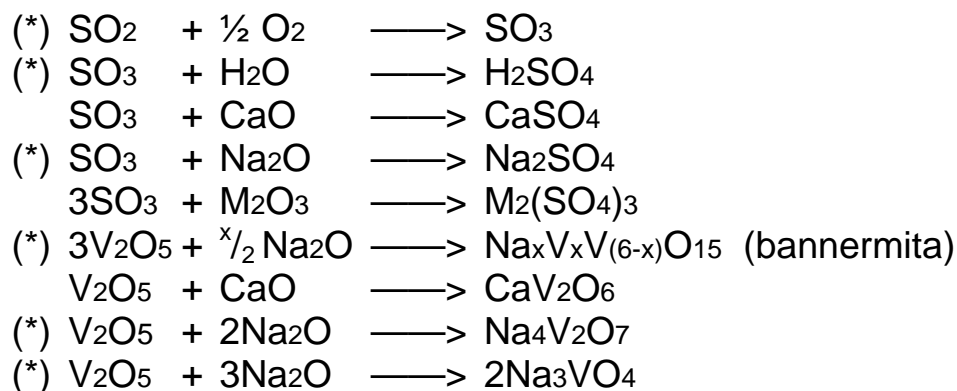 (*) SO2 + ½ O2 ——> SO3
(*) SO3 + H2O ——> H2SO4
SO3 + CaO ——> CaSO4
(*) SO3 + Na2O ——> Na2SO4
3SO3 + M2O3 ——> M2(SO4)3
(*) 3V2O5 + x/2 Na2O ——> NaxVxV(6-x)O15 (bannermita)
V2O5 + CaO ——> CaV2O6
(*) V2O5 + 2Na2O ——> Na4V2O7
(*) V2O5 + 3Na2O ——> 2Na3VO4